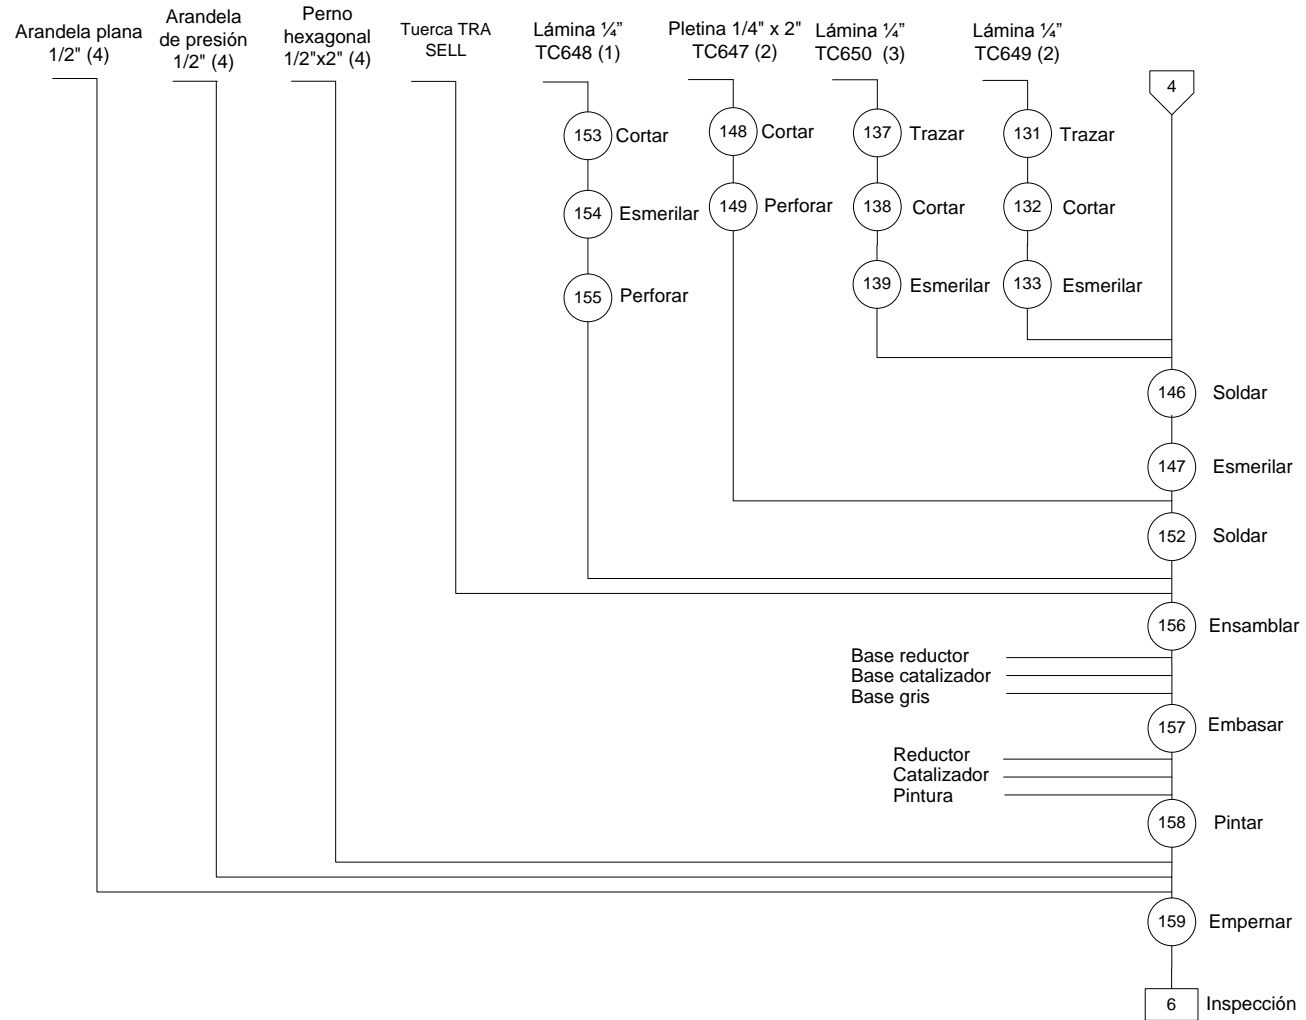 Arandela plana
1/2" (4)
Arandela
de presión
1/2" (4)
Perno
hexagonal
1/2"x2" (4)
Tuerca TRA
SELL
Lámina ¼”
TC648 (1)
Pletina 1/4" x 2"
TC647 (2)
Lámina ¼”
TC650 (3)
Lámina ¼”
TC649 (2)
4
153 Cortar
148 Cortar
137 Trazar
131 Trazar
154 Esmerilar
149 Perforar
138 Cortar
132 Cortar
155 Perforar
139 Esmerilar
133 Esmerilar
146 Soldar
147 Esmerilar
152 Soldar
156 Ensamblar
Base reductor
Base catalizador
Base gris
157 Embasar
Reductor
Catalizador
Pintura
158 Pintar
159 Empernar
6 Inspección